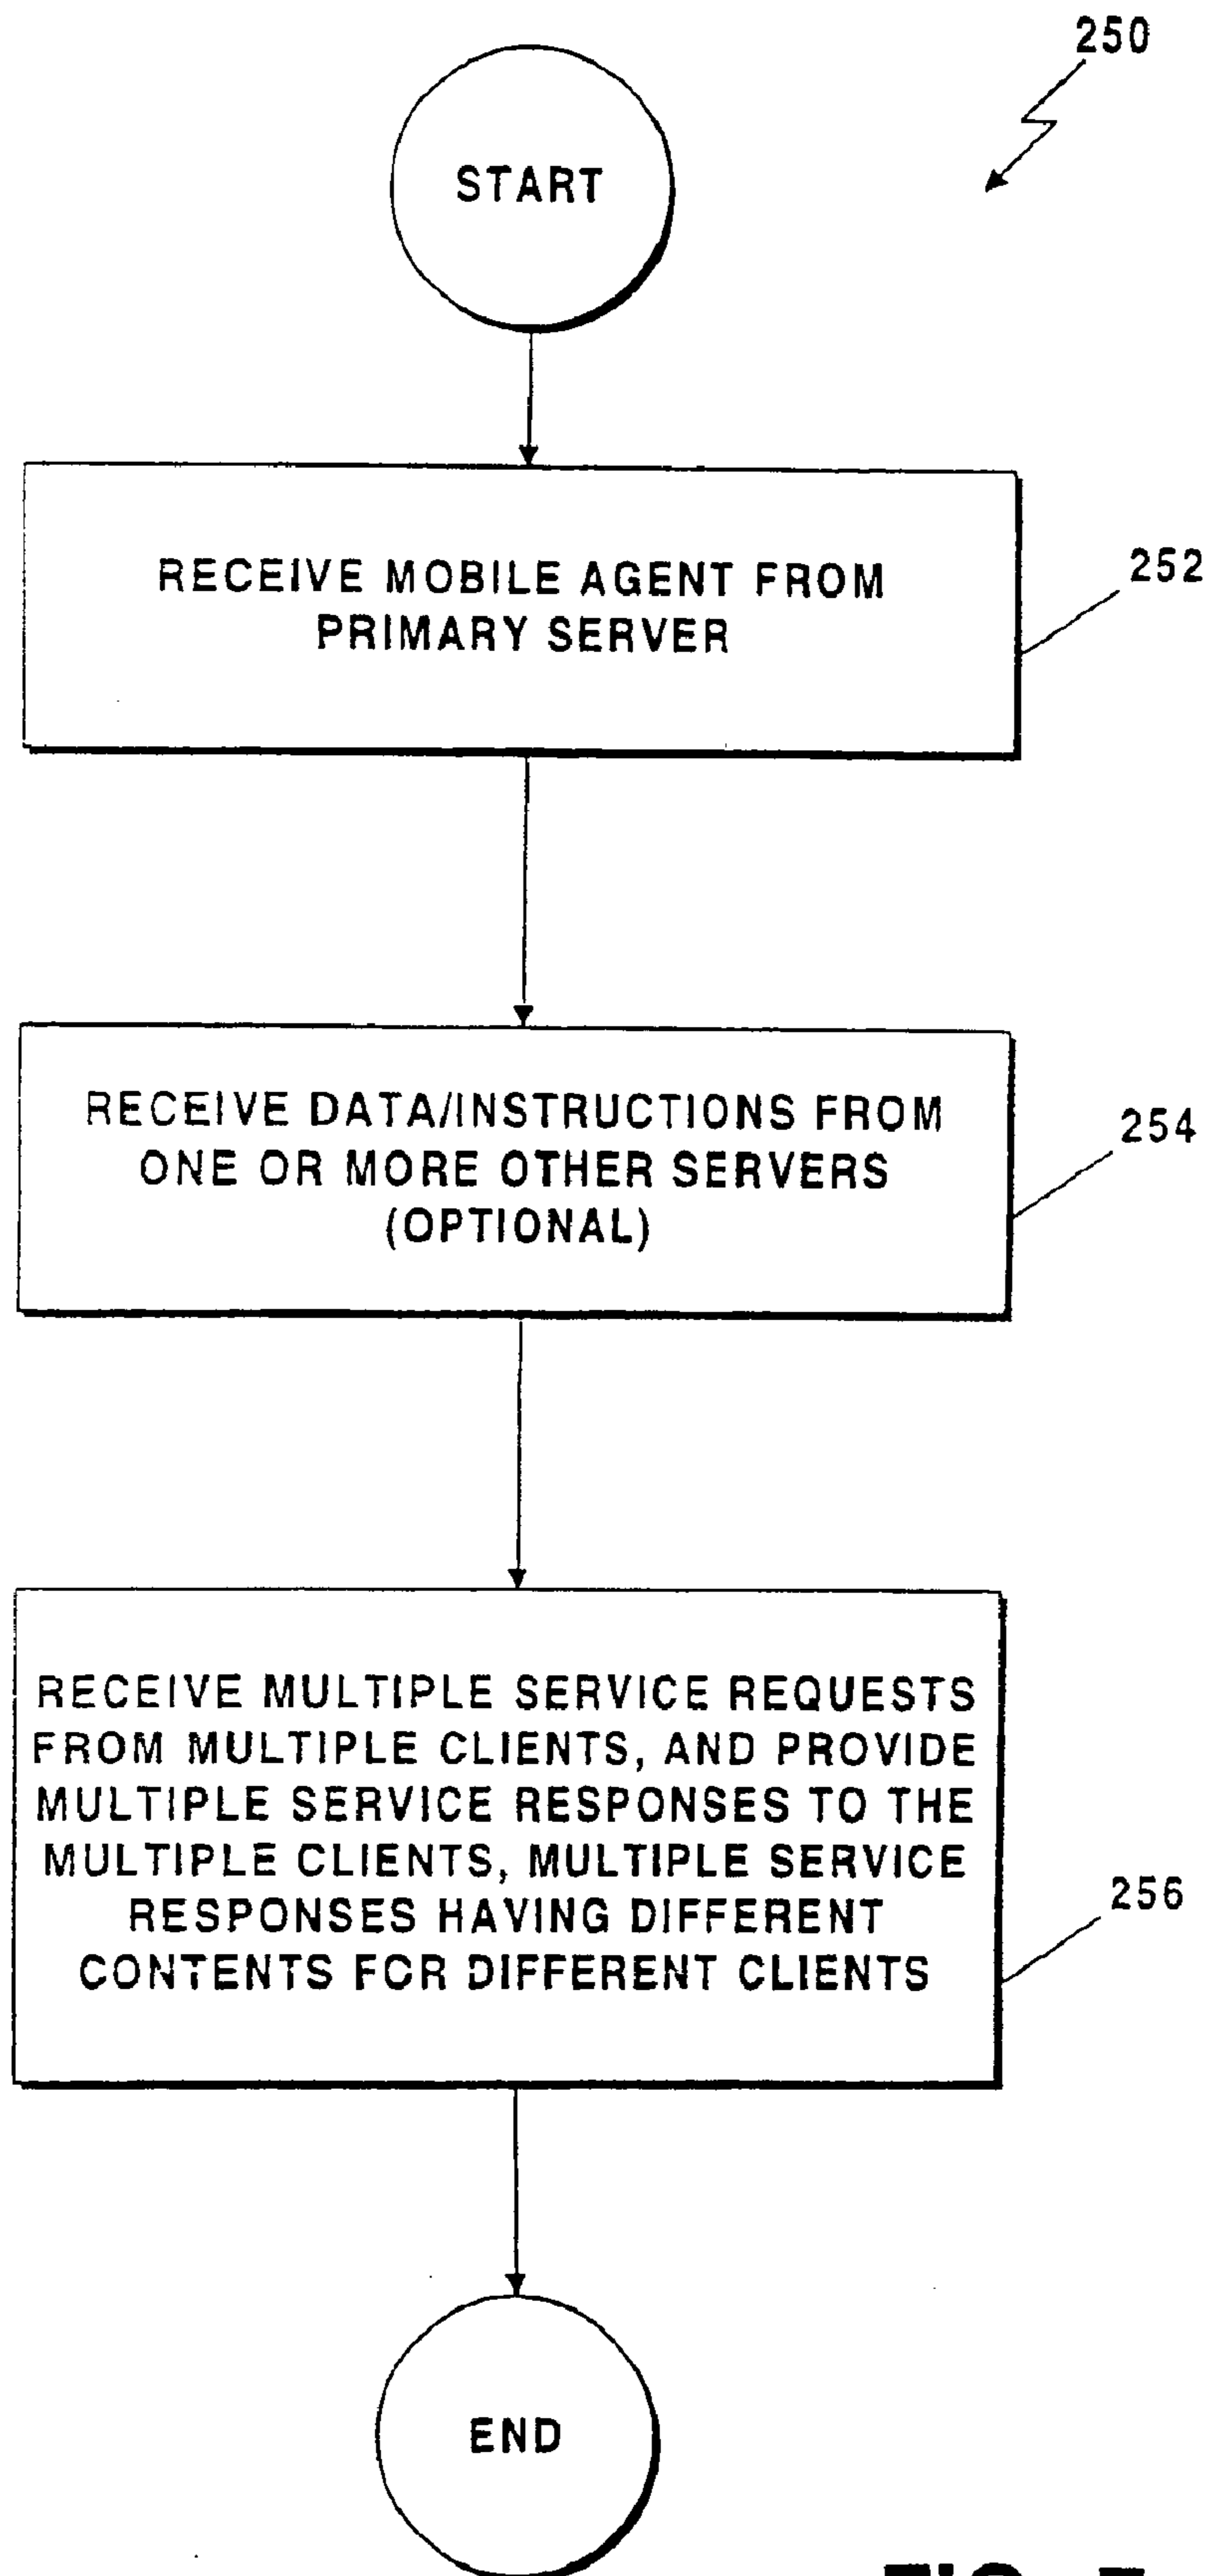 250
START
RECEIVE MOBILE AGENT FROM
PRIMARY SERVER
252
RECEIVE DATA/INSTRUCTIONS FROM
ONE OR MORE OTHER SERVERS
(OPTIONAL)
254
RECEIVE MULTIPLE SERVICE REQUESTS
FROM MULTIPLE CLIENTS, AND PROVIDE
MULTIPLE SERVICE RESPONSES TO THE
MULTIPLE CLIENTS, MULTIPLE SERVICE
RESPONSES HAVING DIFFERENT
CONTENTS FOR DIFFERENT CLIENTS
256
END